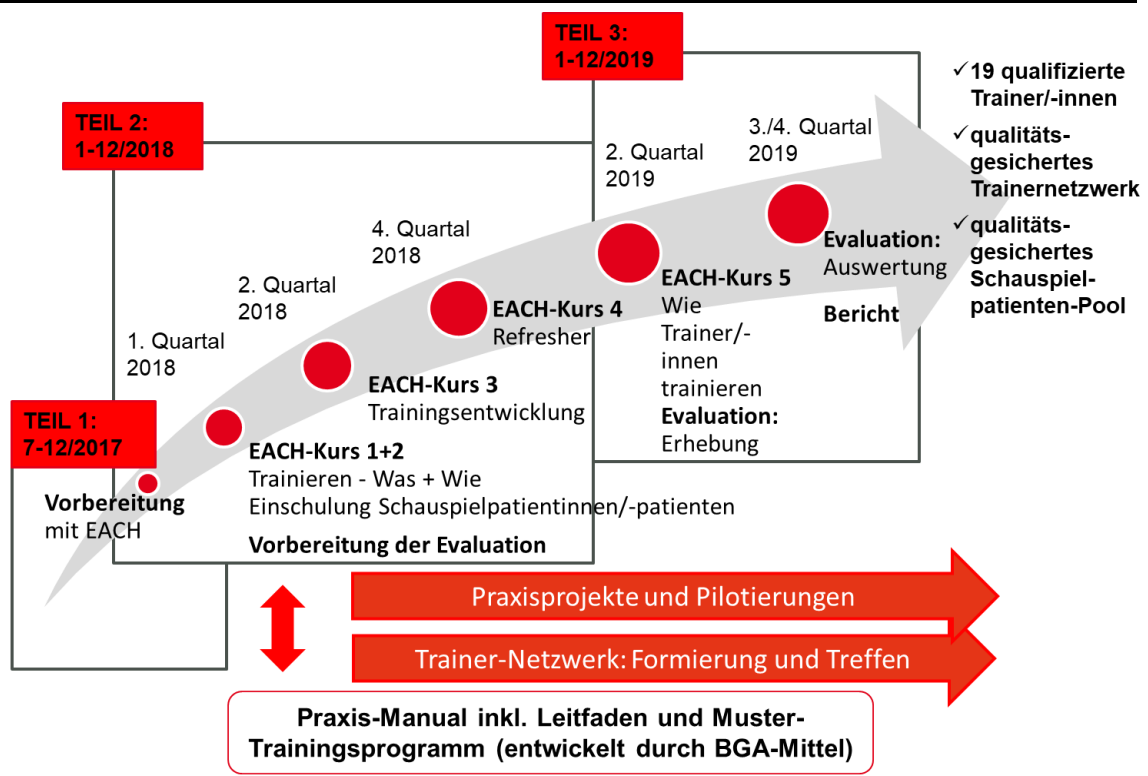 TEIL 1:
7-12/2017
Vorbereitung
mit EACH
TEIL 2:
1-12/2018
1. Quartal
2018
EACH-Kurs 1+2
Trainieren - Was + Wie
Einschulung Schauspielpatientinnen/-patienten
Vorbereitung der Evaluation
2. Quartal
2018
EACH-Kurs 3
Trainingsentwicklung
4. Quartal
2018
EACH-Kurs 4
Refresher
TEIL 3:
1-12/2019
2. Quartal
2019
EACH-Kurs 5
Wie
Trainer/-
innen
trainieren
Evaluation:
Erhebung
3./4. Quartal
2019
Evaluation:
Auswertung
Bericht
✓19 qualifizierte
Trainer/-innen
✓qualitäts-
gesichertes
Trainernetzwerk
✓qualitäts-
gesichertes
Schauspiel-
patienten-Pool
Praxisprojekte und Pilotierungen
Trainer-Netzwerk: Formierung und Treffen
Praxis-Manual inkl. Leitfaden und Muster-
Trainingsprogramm (entwickelt durch BGA-Mittel)